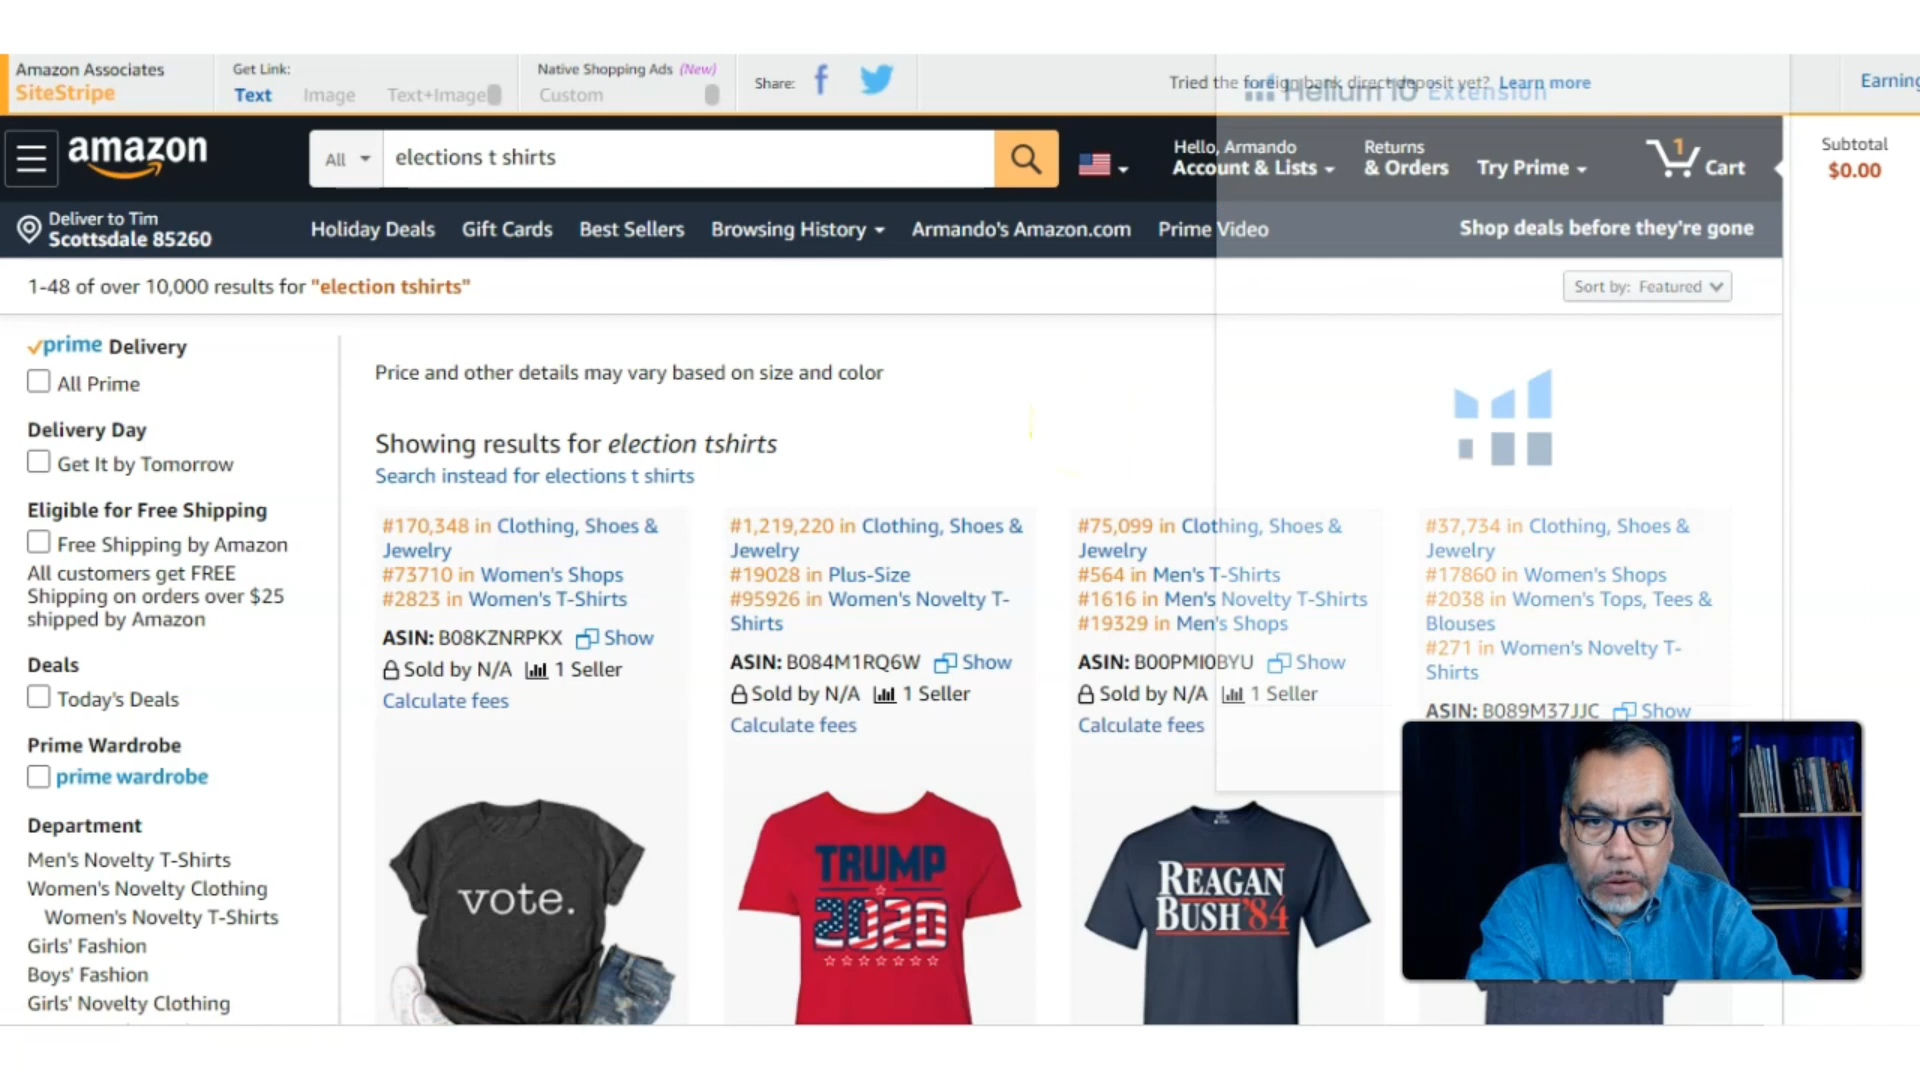 Amazon Associates
SiteStripe
Get Link:
Text
Image
Text+Image
Native Shopping Ads (New)
Custom
Share:
Tried the foreign bank direct deposit yet? Learn more
Helium 10 Extension
Earning
amazon
All
elections t shirts
Hello, Armando
Account & Lists
Returns
& Orders
Try Prime
1
Cart
Subtotal
$0.00
Deliver to Tim
Scottsdale 85260
Holiday Deals
Gift Cards
Best Sellers
Browsing History
Armando's Amazon.com
Prime Video
Shop deals before they're gone
1-48 of over 10,000 results for "election tshirts"
Sort by: Featured
prime Delivery
All Prime
Delivery Day
Get It by Tomorrow
Eligible for Free Shipping
Free Shipping by Amazon
All customers get FREE
Shipping on orders over $25
shipped by Amazon
Deals
Today's Deals
Prime Wardrobe
prime wardrobe
Department
Men's Novelty T-Shirts
Women's Novelty Clothing
Women's Novelty T-Shirts
Girls' Fashion
Boys' Fashion
Girls' Novelty Clothing
Price and other details may vary based on size and color
Showing results for election tshirts
Search instead for elections t shirts
#170,348 in Clothing, Shoes &
Jewelry
#73710 in Women's Shops
#2823 in Women's T-Shirts
ASIN: B08KZNRPKX Show
Sold by N/A 1 Seller
Calculate fees
vote.
#1,219,220 in Clothing, Shoes &
Jewelry
#19028 in Plus-Size
#95926 in Women's Novelty T-
Shirts
ASIN: B084M1RQ6W Show
Sold by N/A 1 Seller
Calculate fees
TRUMP
2020
#75,099 in Clothing, Shoes &
Jewelry
#564 in Men's T-Shirts
#1616 in Men's Novelty T-Shirts
#19329 in Men's Shops
ASIN: B00PMI0BYU Show
Sold by N/A 1 Seller
Calculate fees
REAGAN
BUSH '84
#37,734 in Clothing, Shoes &
Jewelry
#17860 in Women's Shops
#2038 in Women's Tops, Tees &
Blouses
#271 in Women's Novelty T-
Shirts
ASIN: B089M37JJC Show